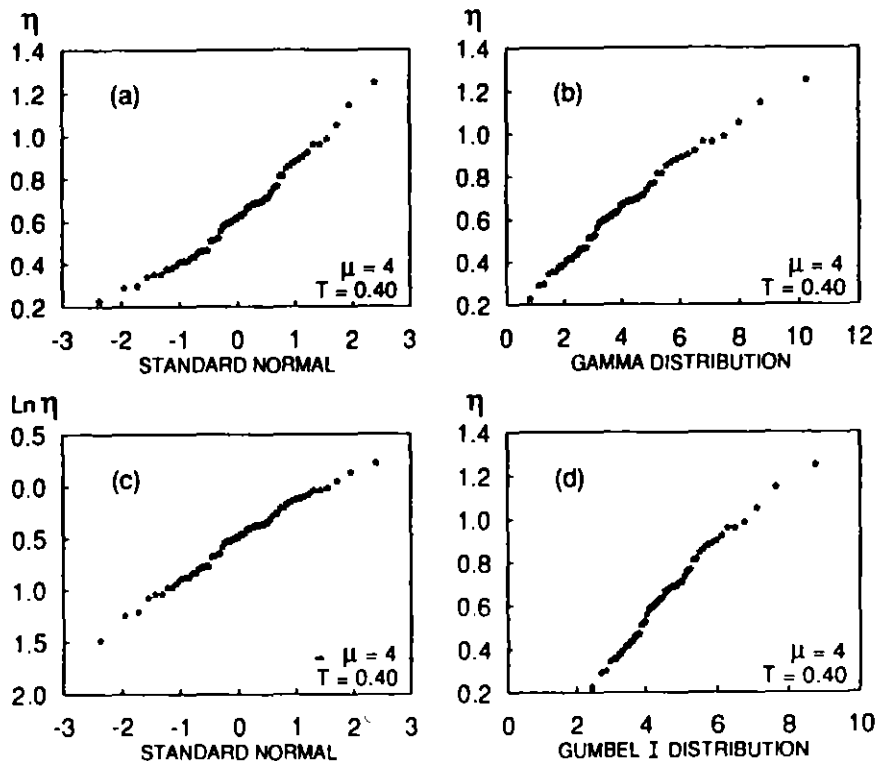 η
1.4
1.2
1.0
0.8
0.6
0.4
0.2
(a)
μ = 4
T = 0.40
-3 -2 -1 0 1 2 3
STANDARD NORMAL
η
1.4
1.2
1.0
0.8
0.6
0.4
0.2
(b)
μ = 4
T = 0.40
0 2 4 6 8 10 12
GAMMA DISTRIBUTION
Ln η
0.5
0.0
0.5
1.0
1.5
2.0
(c)
μ = 4
T = 0.40
-3 -2 -1 0 1 2 3
STANDARD NORMAL
η
1.4
1.2
1.0
0.8
0.6
0.4
0.2
(d)
μ = 4
T = 0.40
0 2 4 6 8 10
GUMBEL I DISTRIBUTION